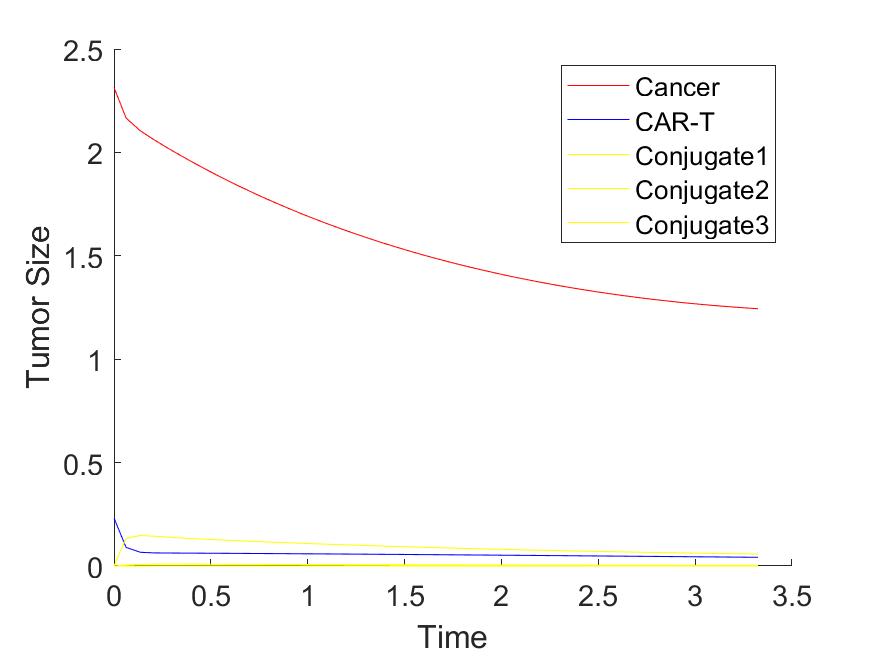 2.5
2
1.5
1
0.5
0
Tumor Size
Cancer
CAR-T
Conjugate1
Conjugate2
Conjugate3
0 0.5 1 1.5 2 2.5 3 3.5
Time